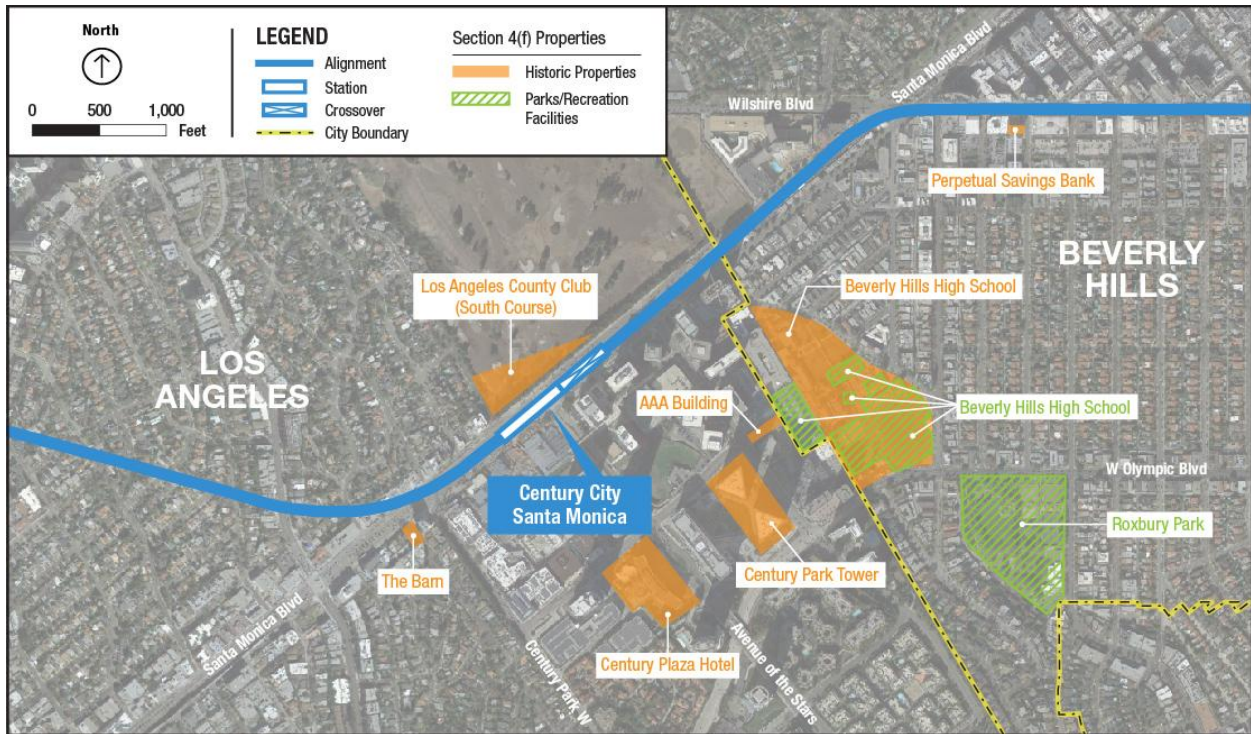 North
0 500 1,000
Feet
LEGEND
Alignment
Station
Crossover
City Boundary
Section 4(f) Properties
Historic Properties
Parks/Recreation
Facilities
Santa Monica Blvd
Wilshire Blvd
Perpetual Savings Bank
BEVERLY
HILLS
Los Angeles County Club
(South Course)
Beverly Hills High School
LOS
ANGELES
AAA Building
Beverly Hills High School
W Olympic Blvd
Century City
Santa Monica
Roxbury Park
The Barn
Century Park Tower
Santa Monica Blvd
Century Park W
Century Plaza Hotel
Avenue of the Stars